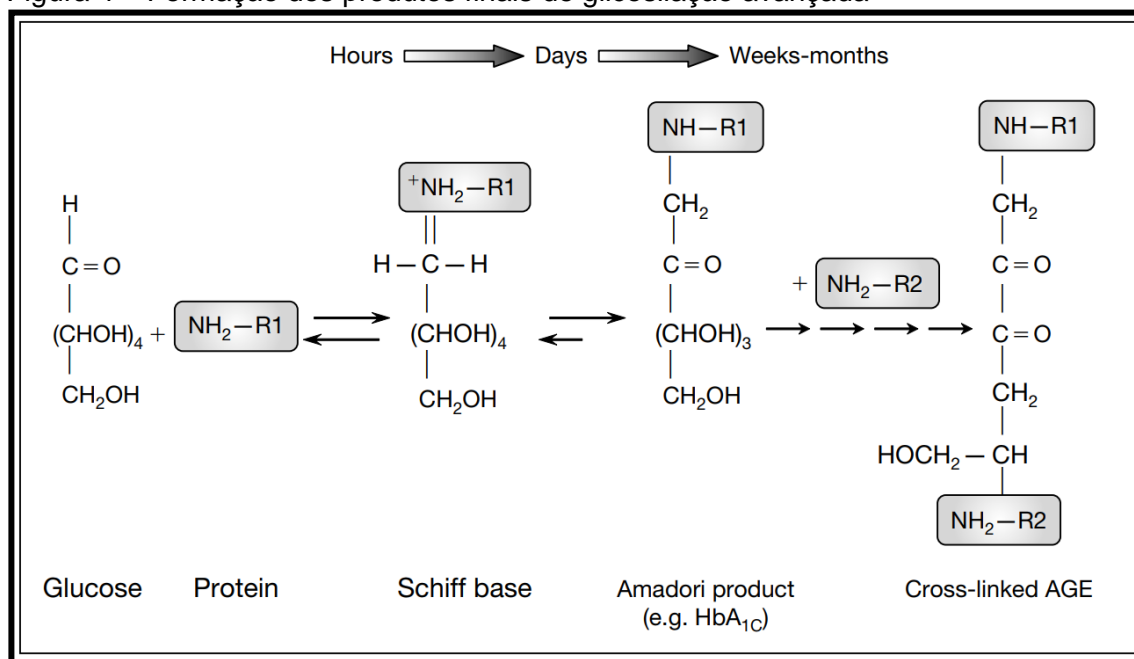 Figura 1 – Formação dos produtos finais de glicosilação avançada
Hours Days Weeks-months
H
C=O
(CHOH)4
CH2OH
+
NH2—R1
+NH2—R1
H—C—H
(CHOH)4
CH2OH
NH—R1
CH2
C=O
(CHOH)3
CH2OH
+ NH2—R2
NH—R1
CH2
C=O
C=O
CH2
HOCH2—CH
NH2—R2
Glucose Protein Schiff base Amadori product Cross-linked AGE
(e.g. HbA1C)